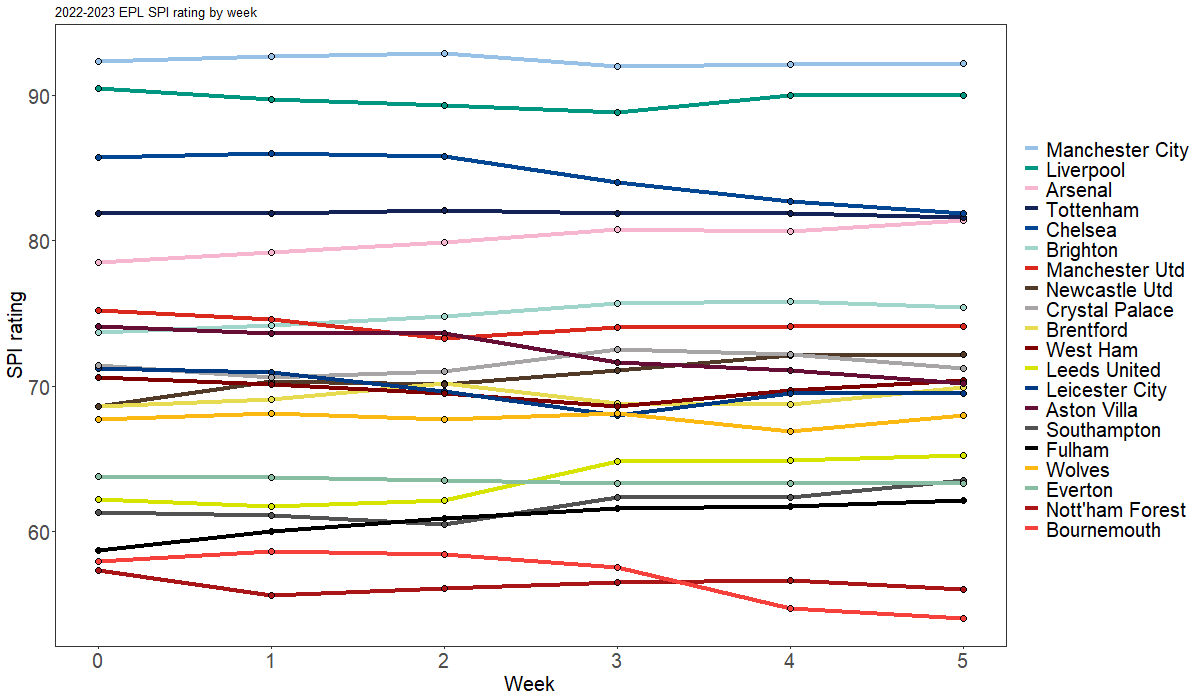 2022-2023 EPL SPI rating by week
90
80
70
60
SPI rating
0 1 2 3 4 5
Week
Manchester City
Liverpool
Arsenal
Tottenham
Chelsea
Brighton
Manchester Utd
Newcastle Utd
Crystal Palace
Brentford
West Ham
Leeds United
Leicester City
Aston Villa
Southampton
Fulham
Wolves
Everton
Nott'ham Forest
Bournemouth